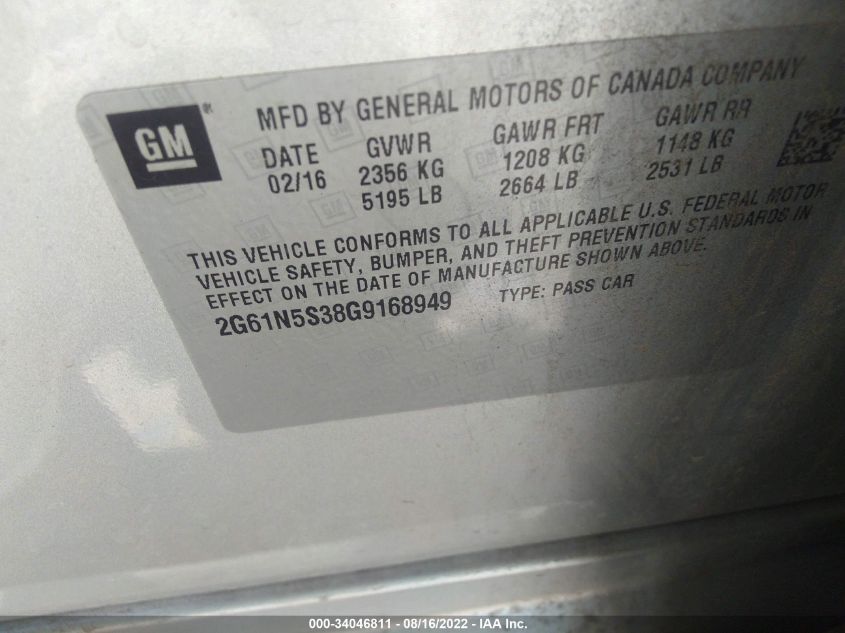 GM
MFD BY GENERAL MOTORS OF CANADA COMPANY
DATE GVWR GAWR FRT GAWR RR
02/16 2356 KG 1208 KG 1148 KG
5195 LB 2664 LB 2531 LB
THIS VEHICLE CONFORMS TO ALL APPLICABLE U.S. FEDERAL MOTOR
VEHICLE SAFETY, BUMPER, AND THEFT PREVENTION STANDARDS IN
EFFECT ON THE DATE OF MANUFACTURE SHOWN ABOVE.
2G61N5S38G9168949 TYPE: PASS CAR
000-34046811 - 08/16/2022 - IAA Inc.